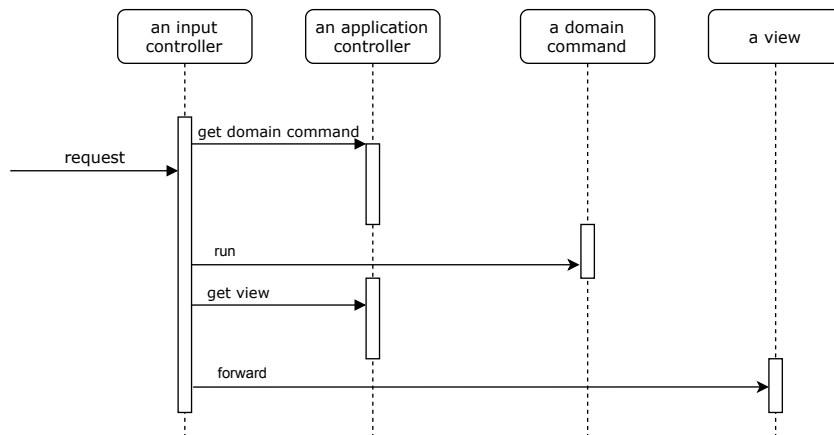 an input
controller
an application
controller
a domain
command
a view
get domain command
request
run
get view
forward